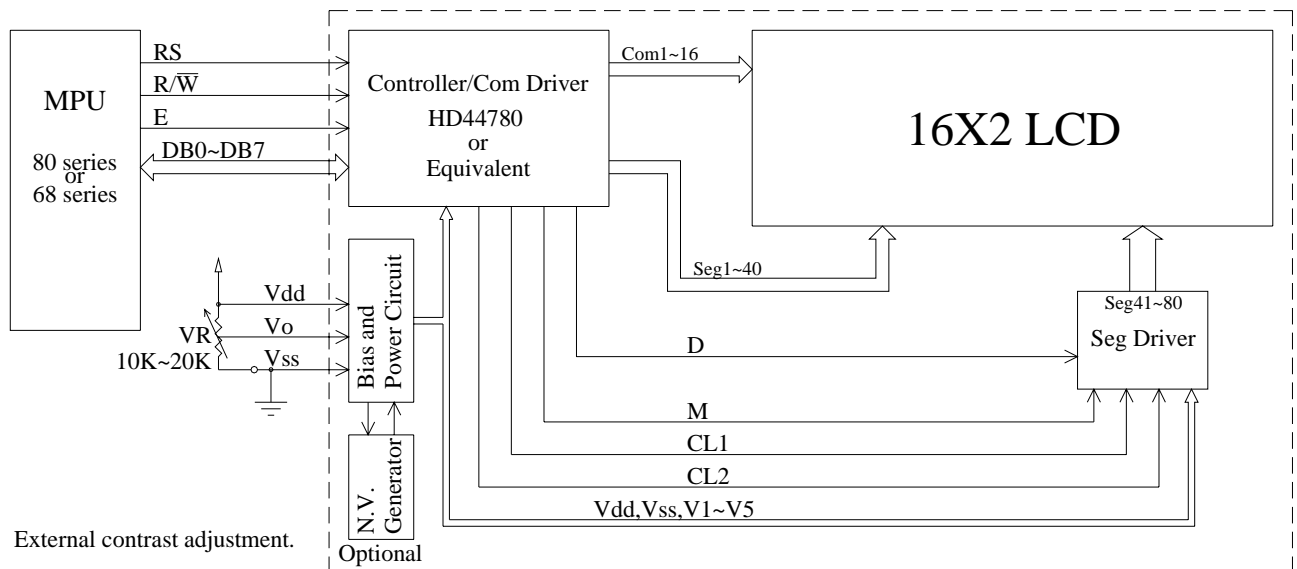 MPU
80 series
or
68 series
RS
R/W̅
E
DB0~DB7
Controller/Com Driver
HD44780
or
Equivalent
Com1~16
16X2 LCD
Seg1~40
Seg41~80
Seg Driver
Vdd
Vo
Vss
VR
10K~20K
Bias and
Power Circuit
N.V.
Generator
Optional
D
M
CL1
CL2
Vdd,Vss,V1~V5
External contrast adjustment.